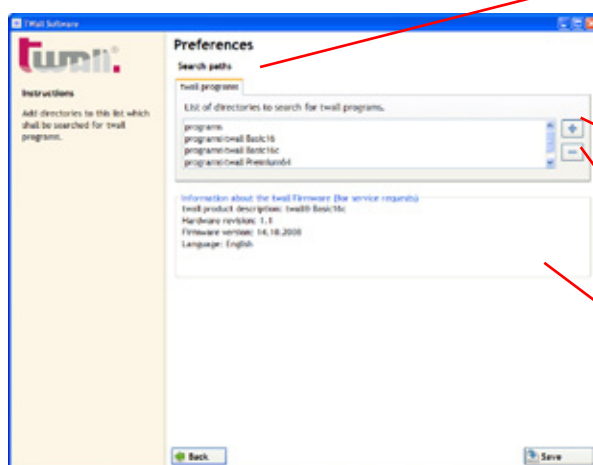 TWall Software
twall
Preferences
Search paths
Instructions
Add directories to this list which
shall be searched for twall
programs.
twall programs
List of directories to search for twall programs.
programs
programs\twall Basic16
programs\twall Basic16c
programs\twall Premium64
Information about the twall Firmware (for service requests)
twall product description: twall® Basic16c
Hardware revision: 1.1
Firmware version: 14.10.2008
Language: English
Back
Save